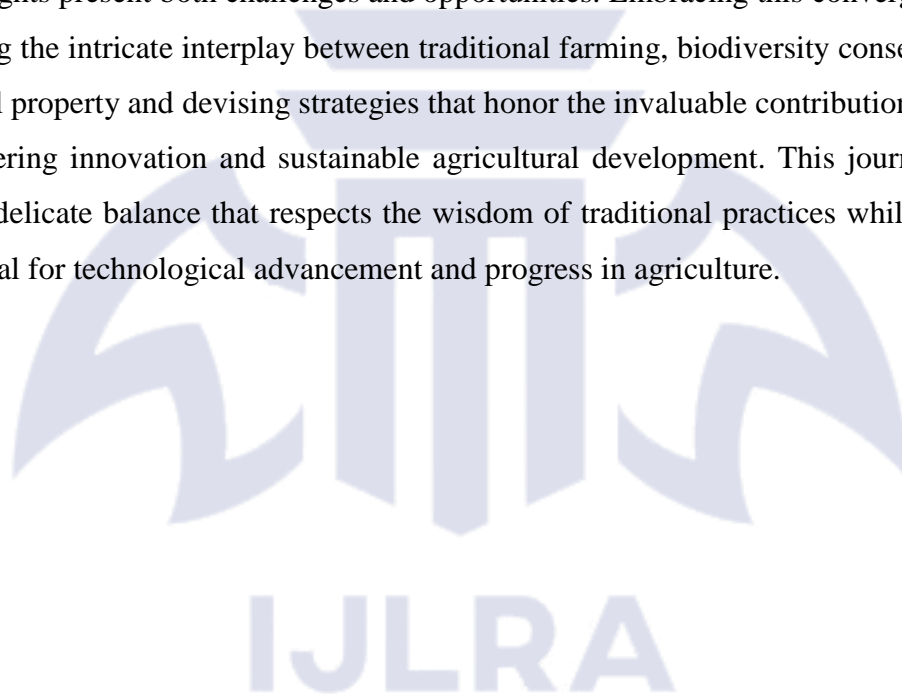 ghts present both challenges and opportunities. Embracing this converg
g the intricate interplay between traditional farming, biodiversity conse
l property and devising strategies that honor the invaluable contribution
ering innovation and sustainable agricultural development. This journ
delicate balance that respects the wisdom of traditional practices whil
al for technological advancement and progress in agriculture.
IJLRA